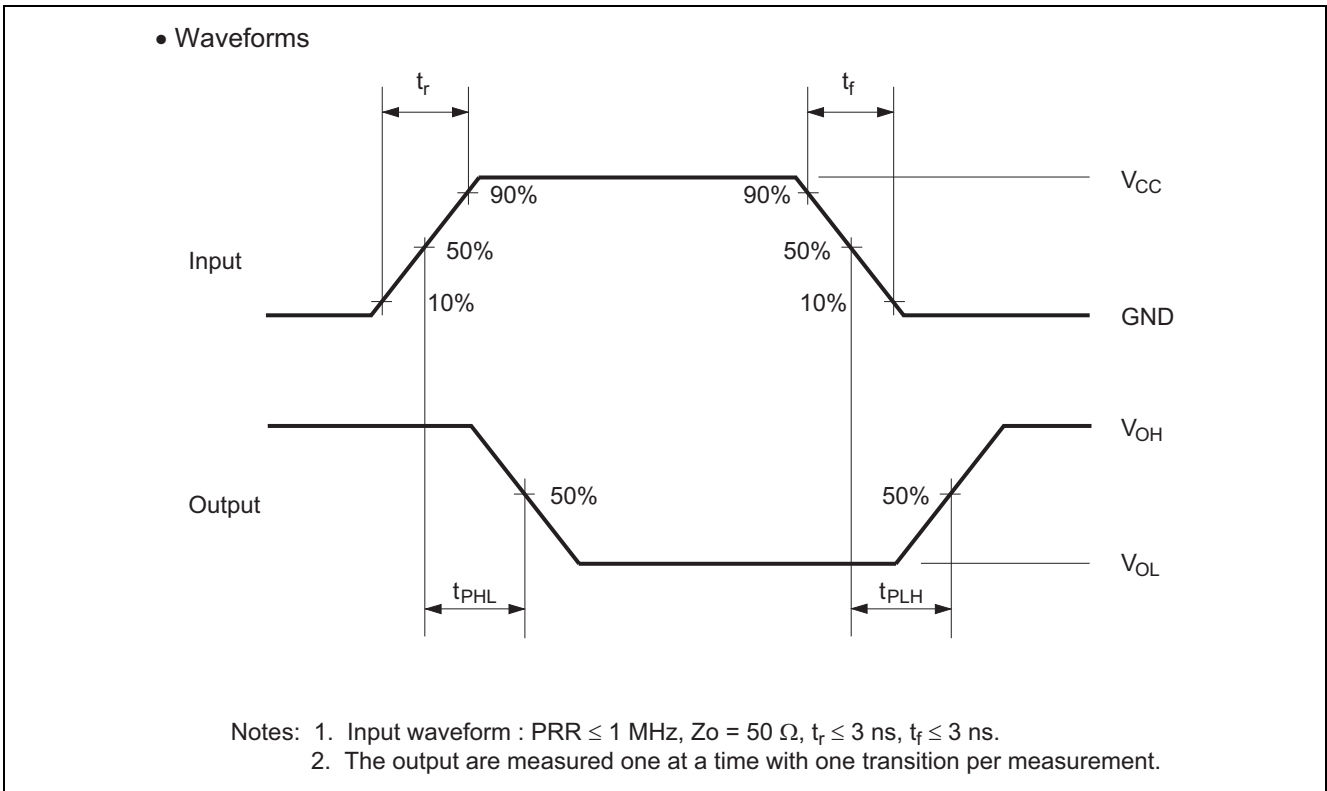 • Waveforms
tr
tf
90%
90%
VCC
50%
50%
Input
10%
10%
GND
VOH
50%
50%
Output
VOL
tPHL
tPLH
Notes: 1. Input waveform : PRR ≤ 1 MHz, Zo = 50 Ω, tr ≤ 3 ns, tf ≤ 3 ns.
2. The output are measured one at a time with one transition per measurement.